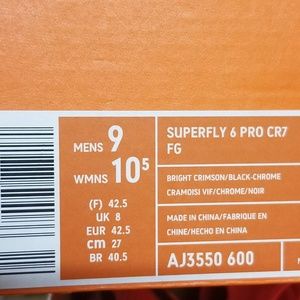 MENS 9
WMNS 10⁵
(F) 42.5
UK 8
EUR 42.5
cm 27
BR 40.5
SUPERFLY 6 PRO CR7
FG
BRIGHT CRIMSON/BLACK-CHROME
CRAMOISI VIF/CHROME/NOIR
MADE IN CHINA/FABRIQUE EN
CHINE/HECHO EN CHINA
AJ3550 600